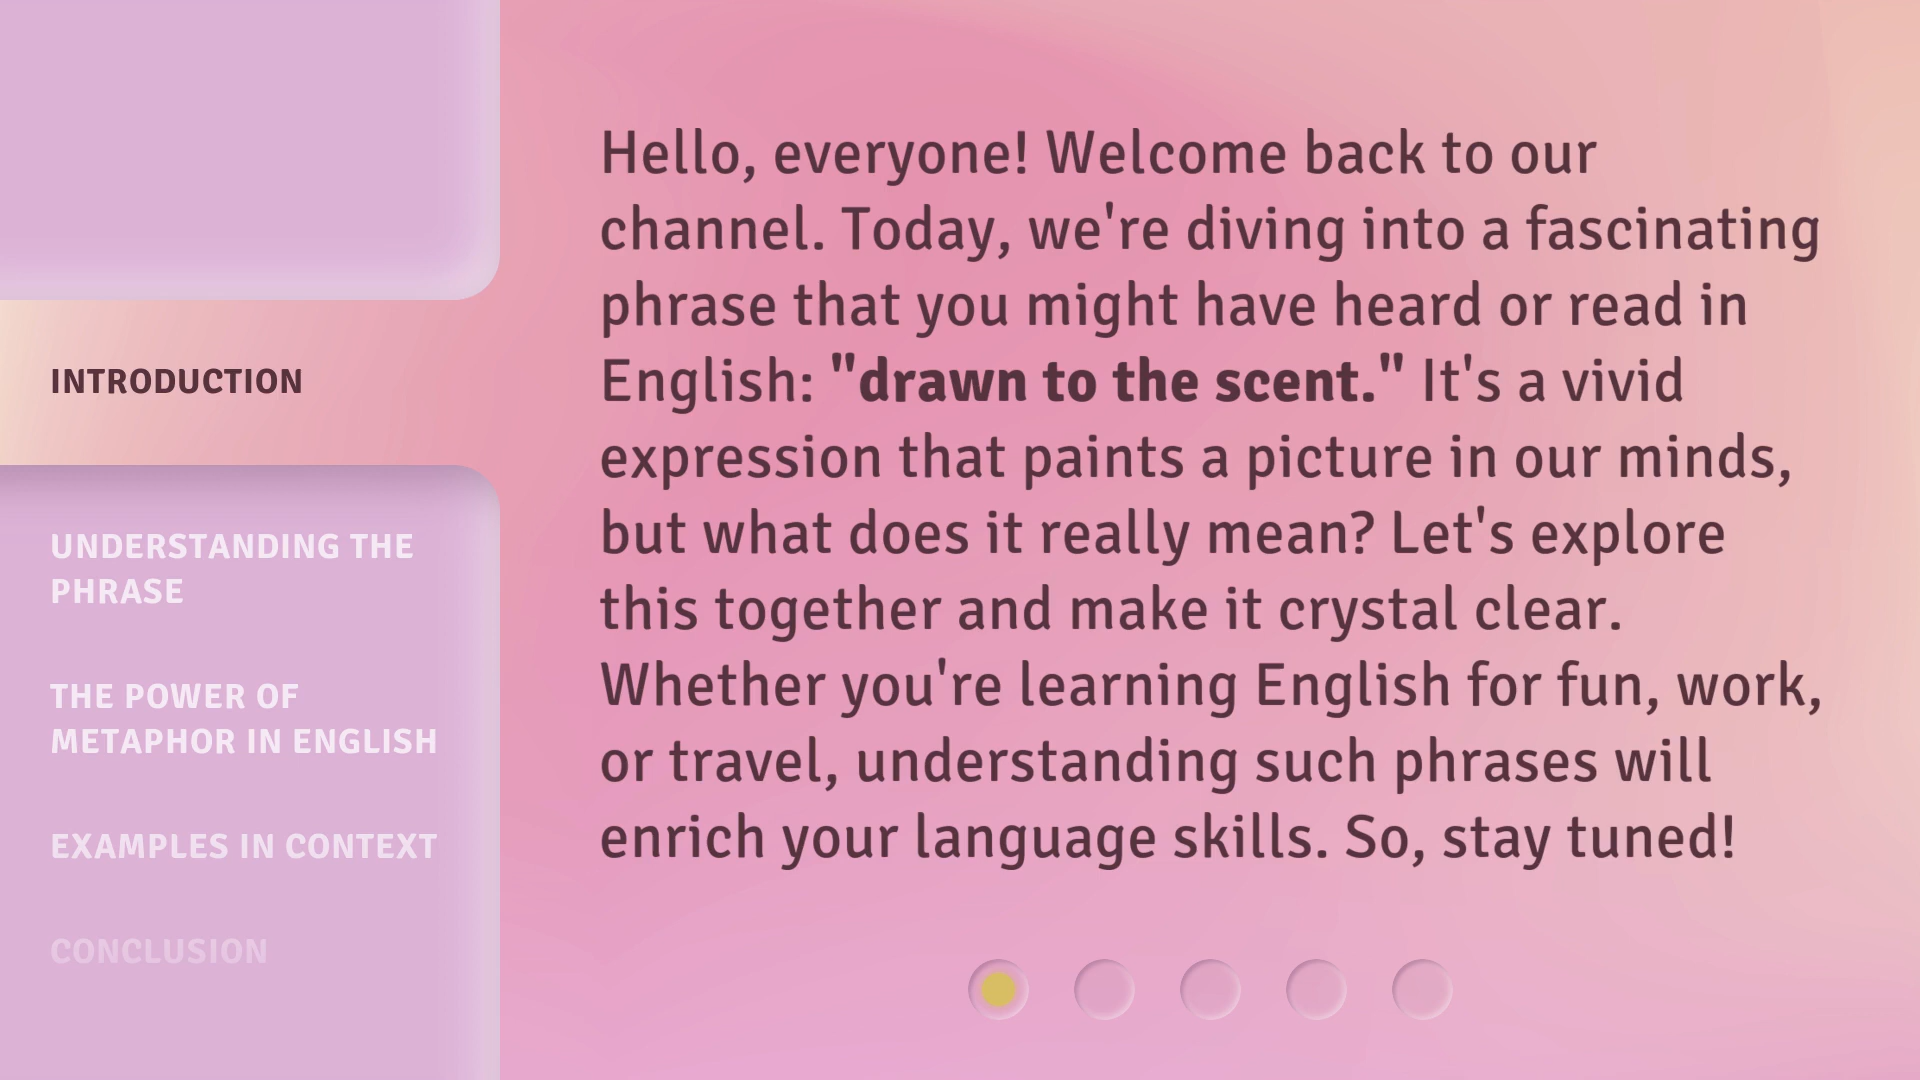 INTRODUCTION
UNDERSTANDING THE
PHRASE
THE POWER OF
METAPHOR IN ENGLISH
EXAMPLES IN CONTEXT
CONCLUSION
Hello, everyone! Welcome back to our
channel. Today, we're diving into a fascinating
phrase that you might have heard or read in
English: "drawn to the scent." It's a vivid
expression that paints a picture in our minds,
but what does it really mean? Let's explore
this together and make it crystal clear.
Whether you're learning English for fun, work,
or travel, understanding such phrases will
enrich your language skills. So, stay tuned!